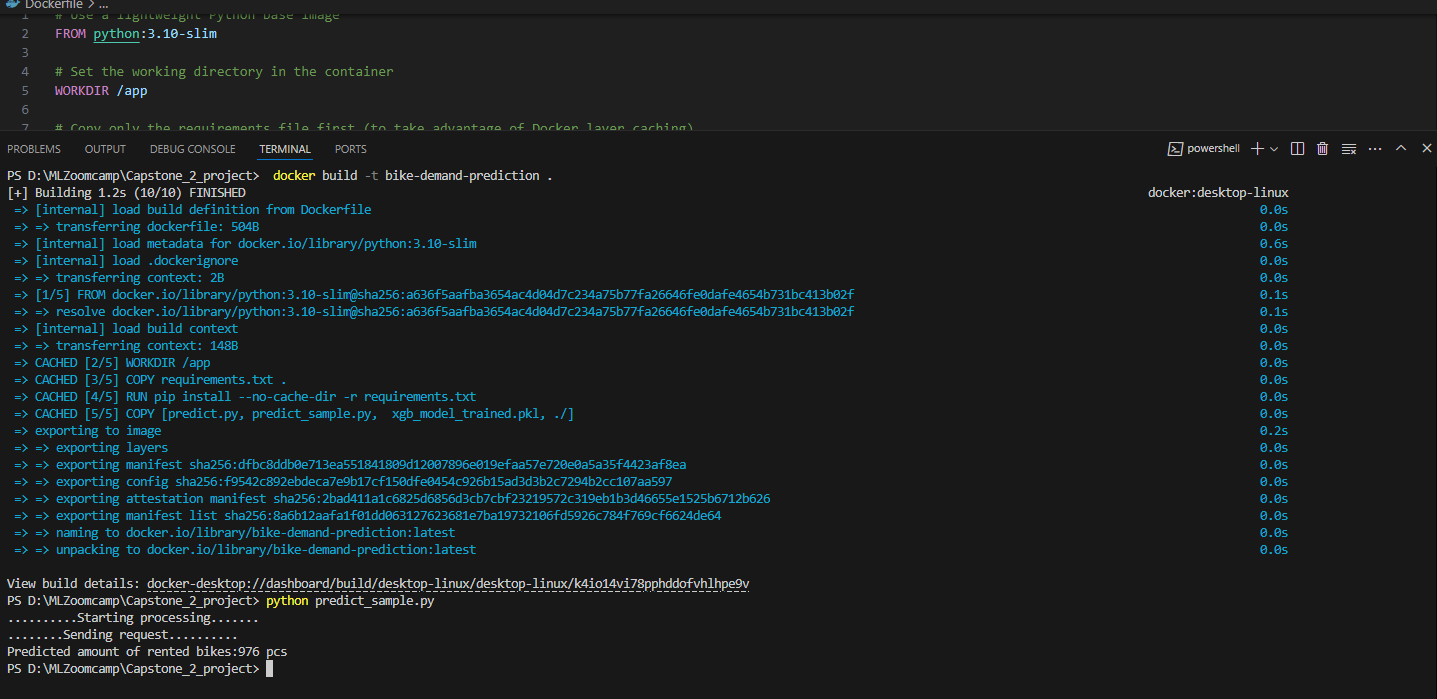 Dockerfile > ...
1 # Use a lightweight Python base image
2 FROM python:3.10-slim
3
4 # Set the working directory in the container
5 WORKDIR /app
6
7 # Copy only the requirements file first (to take advantage of Docker layer caching)
PROBLEMS OUTPUT DEBUG CONSOLE TERMINAL PORTS powershell
PS D:\MLZoomcamp\Capstone_2_project> docker build -t bike-demand-prediction .
[+] Building 1.2s (10/10) FINISHED docker:desktop-linux
=> [internal] load build definition from Dockerfile 0.0s
=> => transferring dockerfile: 504B 0.0s
=> [internal] load metadata for docker.io/library/python:3.10-slim 0.6s
=> [internal] load .dockerignore 0.0s
=> => transferring context: 2B 0.0s
=> [1/5] FROM docker.io/library/python:3.10-slim@sha256:a636f5aafba3654ac4d04d7c234a75b77fa26646fe0dafe4654b731bc413b02f 0.1s
=> => resolve docker.io/library/python:3.10-slim@sha256:a636f5aafba3654ac4d04d7c234a75b77fa26646fe0dafe4654b731bc413b02f 0.1s
=> [internal] load build context 0.0s
=> => transferring context: 148B 0.0s
=> CACHED [2/5] WORKDIR /app 0.0s
=> CACHED [3/5] COPY requirements.txt . 0.0s
=> CACHED [4/5] RUN pip install --no-cache-dir -r requirements.txt 0.0s
=> CACHED [5/5] COPY [predict.py, predict_sample.py,  xgb_model_trained.pkl, ./] 0.0s
=> exporting to image 0.2s
=> => exporting layers 0.0s
=> => exporting manifest sha256:dfbc8ddb0e713ea551841809d12007896e019efaa57e720e0a5a35f4423af8ea 0.0s
=> => exporting config sha256:f9542c892ebdeca7e9b17cf150dfe0454c926b15ad3d3b2c7294b2cc107aa597 0.0s
=> => exporting attestation manifest sha256:2bad411a1c6825d6856d3cb7cbf23219572c319eb1b3d46655e1525b6712b626 0.0s
=> => exporting manifest list sha256:8a6b12aafa1f01dd063127623681e7ba19732106fd5926c784f769cf6624de64 0.0s
=> => naming to docker.io/library/bike-demand-prediction:latest 0.0s
=> => unpacking to docker.io/library/bike-demand-prediction:latest 0.0s
View build details: docker-desktop://dashboard/build/desktop-linux/desktop-linux/k4io14vi78pphddofvhlhpe9v
PS D:\MLZoomcamp\Capstone_2_project> python predict_sample.py
..........Starting processing.......
........Sending request..........
Predicted amount of rented bikes:976 pcs
PS D:\MLZoomcamp\Capstone_2_project>